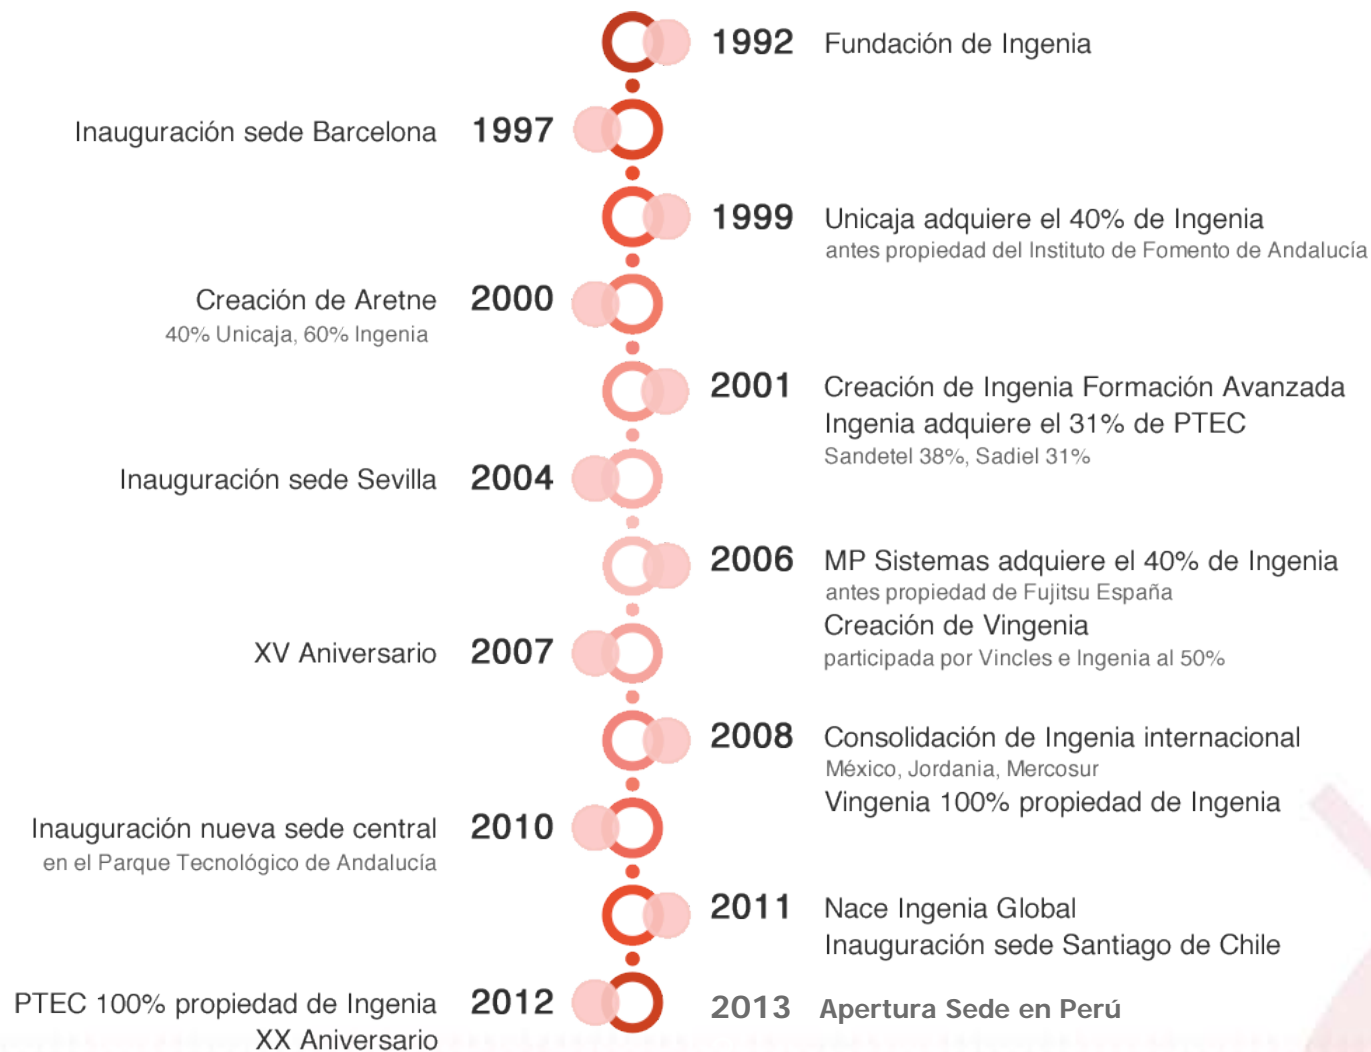 1992 Fundación de Ingenia
Inauguración sede Barcelona 1997
1999 Unicaja adquiere el 40% de Ingenia
antes propiedad del Instituto de Fomento de Andalucía
Creación de Aretne 2000
40% Unicaja, 60% Ingenia
2001 Creación de Ingenia Formación Avanzada
Ingenia adquiere el 31% de PTEC
Sandetel 38%, Sadiel 31%
Inauguración sede Sevilla 2004
2006 MP Sistemas adquiere el 40% de Ingenia
antes propiedad de Fujitsu España
Creación de Vingenia
participada por Vincles e Ingenia al 50%
XV Aniversario 2007
2008 Consolidación de Ingenia internacional
México, Jordania, Mercosur
Vingenia 100% propiedad de Ingenia
Inauguración nueva sede central 2010
en el Parque Tecnológico de Andalucía
2011 Nace Ingenia Global
Inauguración sede Santiago de Chile
PTEC 100% propiedad de Ingenia 2012
XX Aniversario
2013 Apertura Sede en Perú